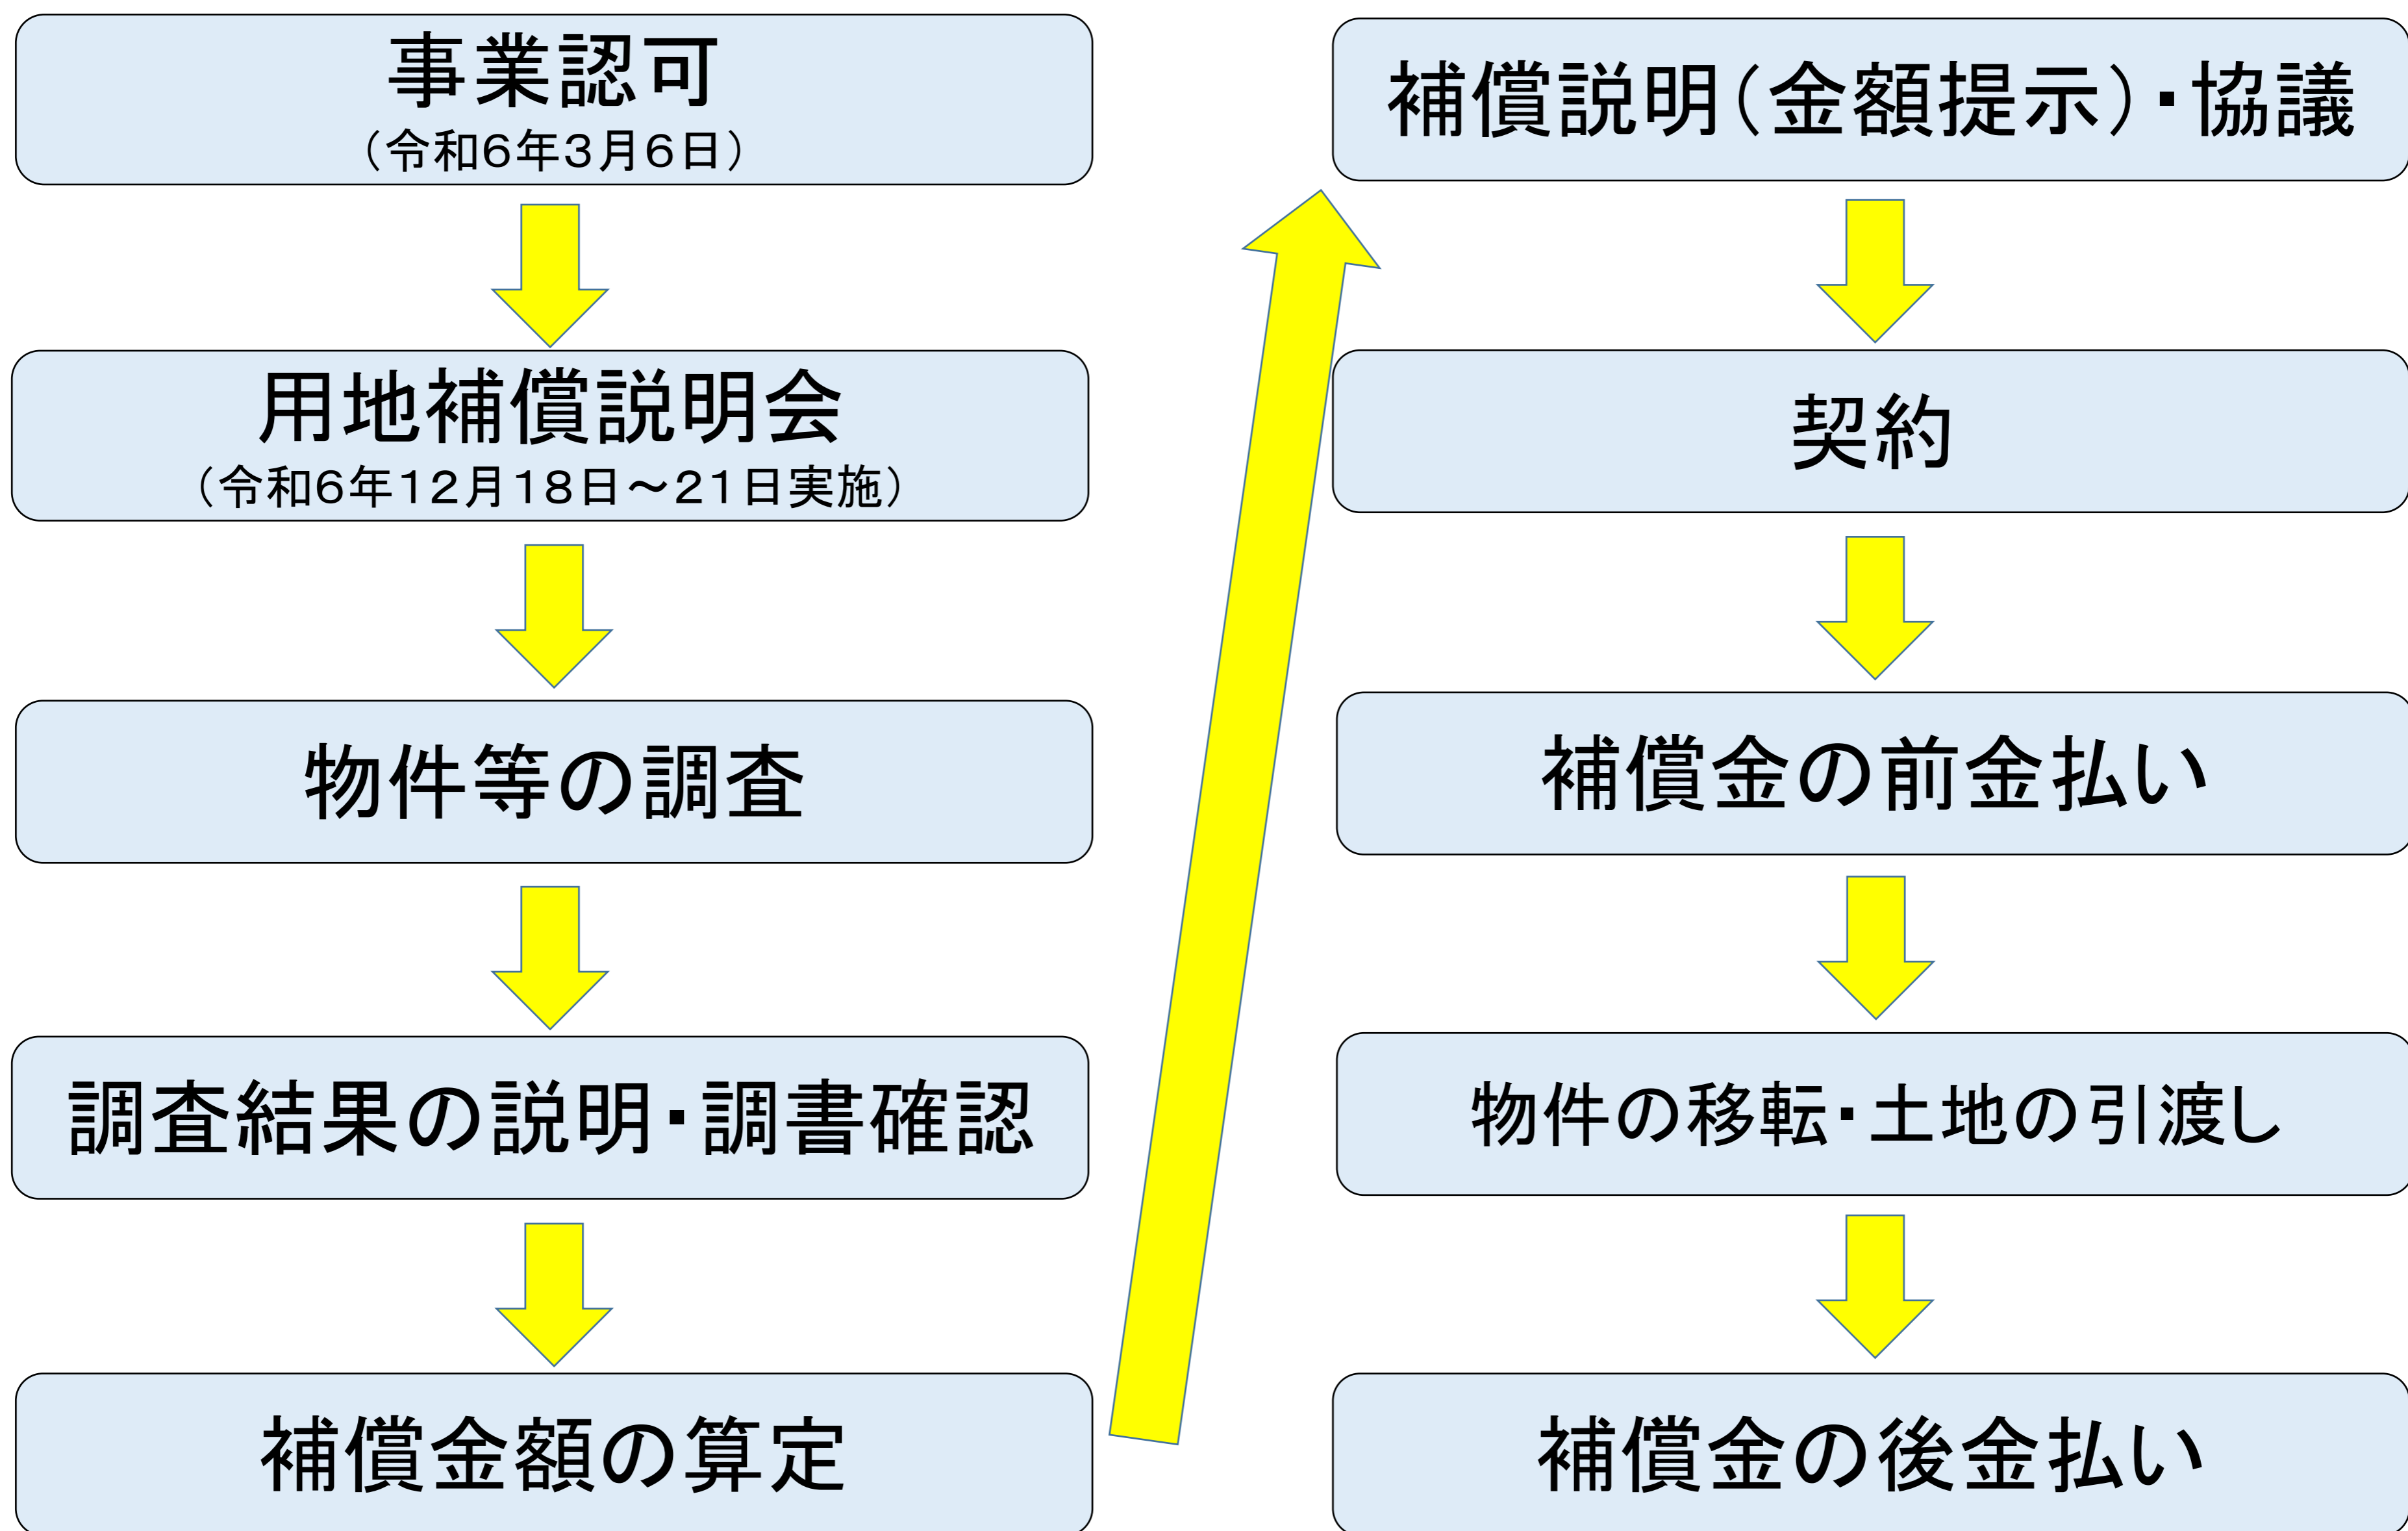 事業認可
（令和６年３月６日）
用地補償説明会
（令和６年１２月１８日～２１日実施）
物件等の調査
調査結果の説明・調書確認
補償金額の算定
補償説明（金額提示）・協議
契約
補償金の前金払い
物件の移転・土地の引渡し
補償金の後金払い